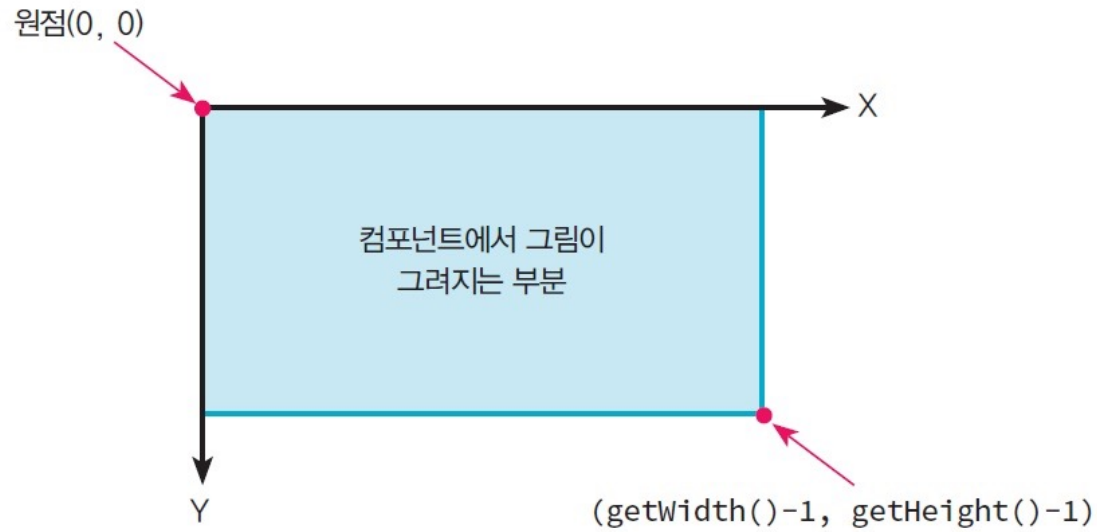 원점(0, 0)
X
컴포넌트에서 그림이
그려지는 부분
Y
(getWidth()-1, getHeight()-1)